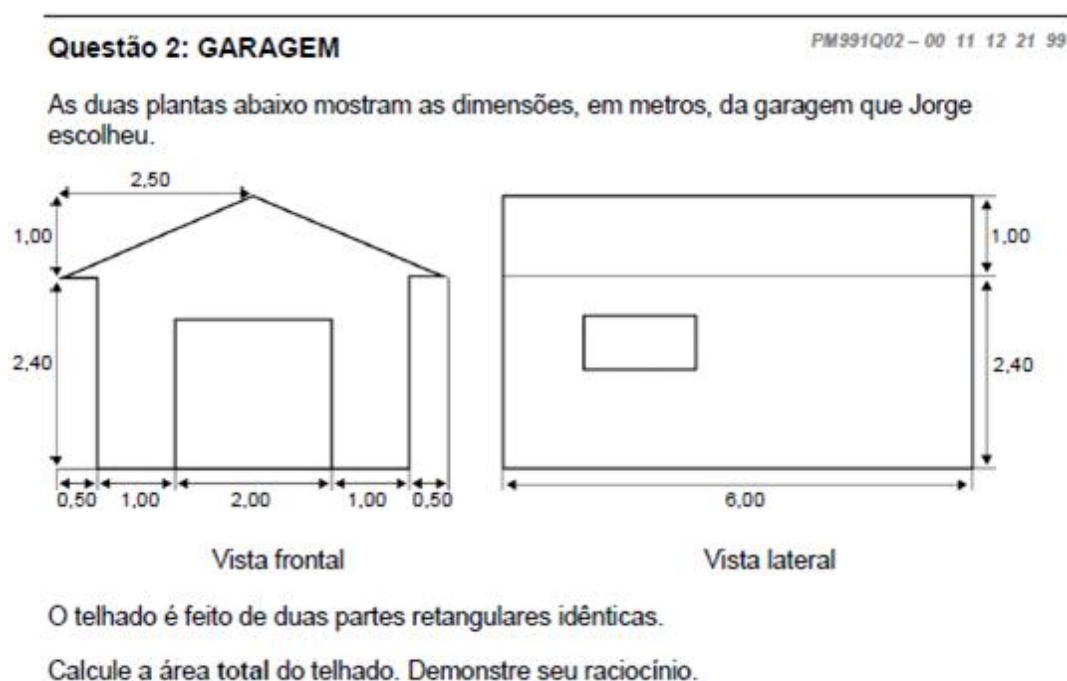 Questão 2: GARAGEM
PM991Q02 – 00 11 12 21 99
As duas plantas abaixo mostram as dimensões, em metros, da garagem que Jorge
escolheu.
2,50
1,00
1,00
2,40
2,40
0,50 1,00 2,00 1,00 0,50
6,00
Vista frontal
Vista lateral
O telhado é feito de duas partes retangulares idênticas.
Calcule a área total do telhado. Demonstre seu raciocínio.